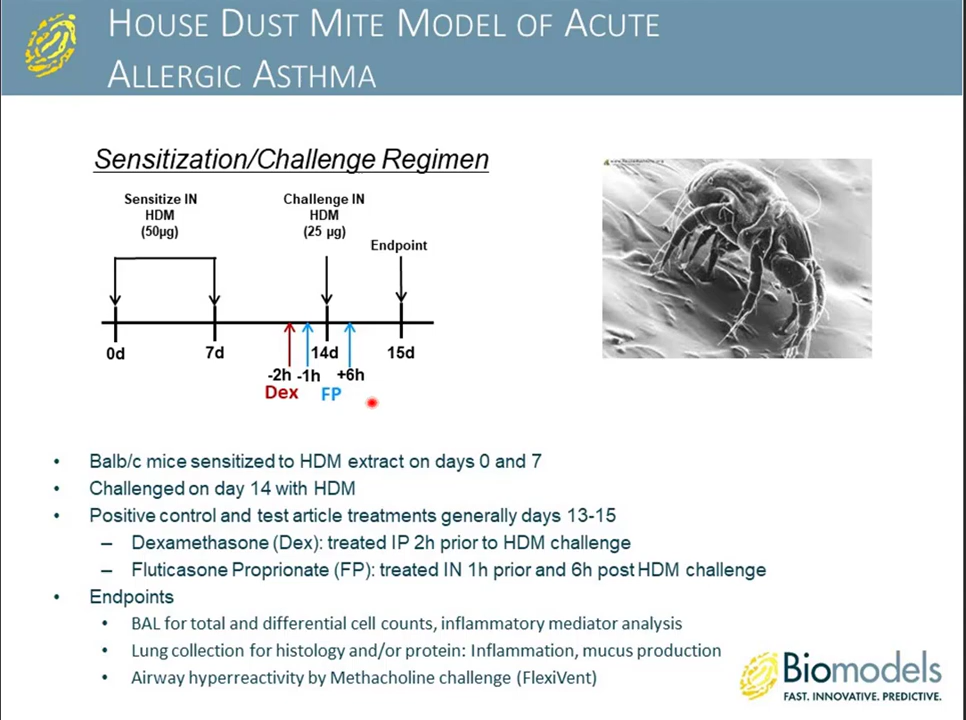 HOUSE DUST MITE MODEL OF ACUTE
ALLERGIC ASTHMA
Sensitization/Challenge Regimen
Sensitize IN
HDM
(50µg)
Challenge IN
HDM
(25 µg)
Endpoint
0d
7d
14d
15d
-2h
-1h
+6h
Dex
FP
• Balb/c mice sensitized to HDM extract on days 0 and 7
• Challenged on day 14 with HDM
• Positive control and test article treatments generally days 13-15
– Dexamethasone (Dex): treated IP 2h prior to HDM challenge
– Fluticasone Proprionate (FP): treated IN 1h prior and 6h post HDM challenge
• Endpoints
• BAL for total and differential cell counts, inflammatory mediator analysis
• Lung collection for histology and/or protein: Inflammation, mucus production
• Airway hyperreactivity by Methacholine challenge (FlexiVent)
Biomodels
FAST. INNOVATIVE. PREDICTIVE.